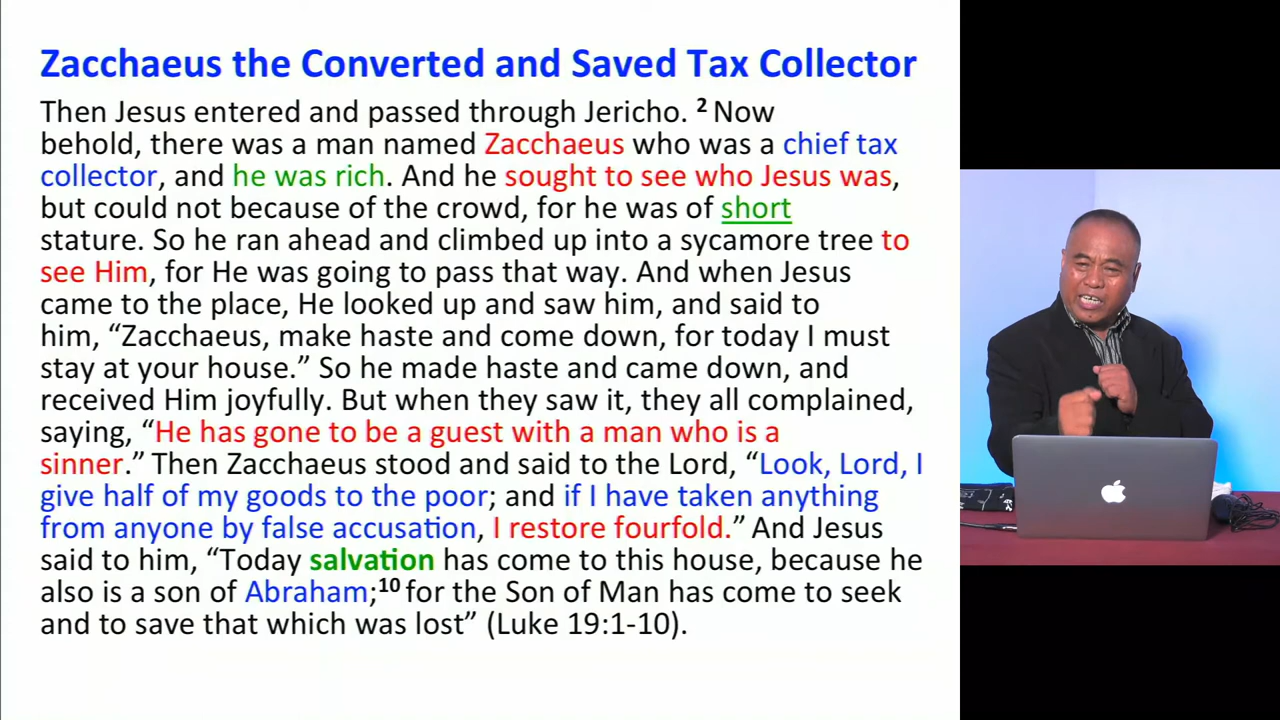 Zacchaeus the Converted and Saved Tax Collector
Then Jesus entered and passed through Jericho. 2 Now
behold, there was a man named Zacchaeus who was a chief tax
collector, and he was rich. And he sought to see who Jesus was,
but could not because of the crowd, for he was of short
stature. So he ran ahead and climbed up into a sycamore tree to
see Him, for He was going to pass that way. And when Jesus
came to the place, He looked up and saw him, and said to
him, “Zacchaeus, make haste and come down, for today I must
stay at your house.” So he made haste and came down, and
received Him joyfully. But when they saw it, they all complained,
saying, “He has gone to be a guest with a man who is a
sinner.” Then Zacchaeus stood and said to the Lord, “Look, Lord, I
give half of my goods to the poor; and if I have taken anything
from anyone by false accusation, I restore fourfold.” And Jesus
said to him, “Today salvation has come to this house, because he
also is a son of Abraham;10 for the Son of Man has come to seek
and to save that which was lost” (Luke 19:1-10).